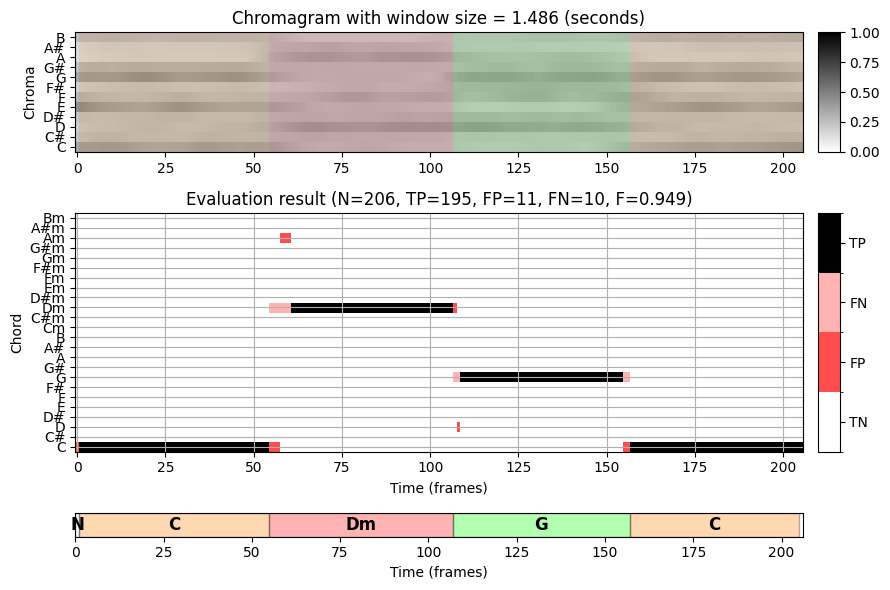 Chromagram with window size = 1.486 (seconds)
Chroma
B
A#
A
G#
G
F#
F
E
D#
D
C#
C
0 25 50 75 100 125 150 175 200
1.00
0.75
0.50
0.25
0.00
Evaluation result (N=206, TP=195, FP=11, FN=10, F=0.949)
Chord
Bm
A#m
Am
G#m
Gm
F#m
Fm
Em
D#m
Dm
C#m
Cm
B
A#
A
G#
G
F#
F
E
D#
D
C#
C
0 25 50 75 100 125 150 175 200
Time (frames)
TP
FN
FP
TN
N C Dm G C
0 25 50 75 100 125 150 175 200
Time (frames)